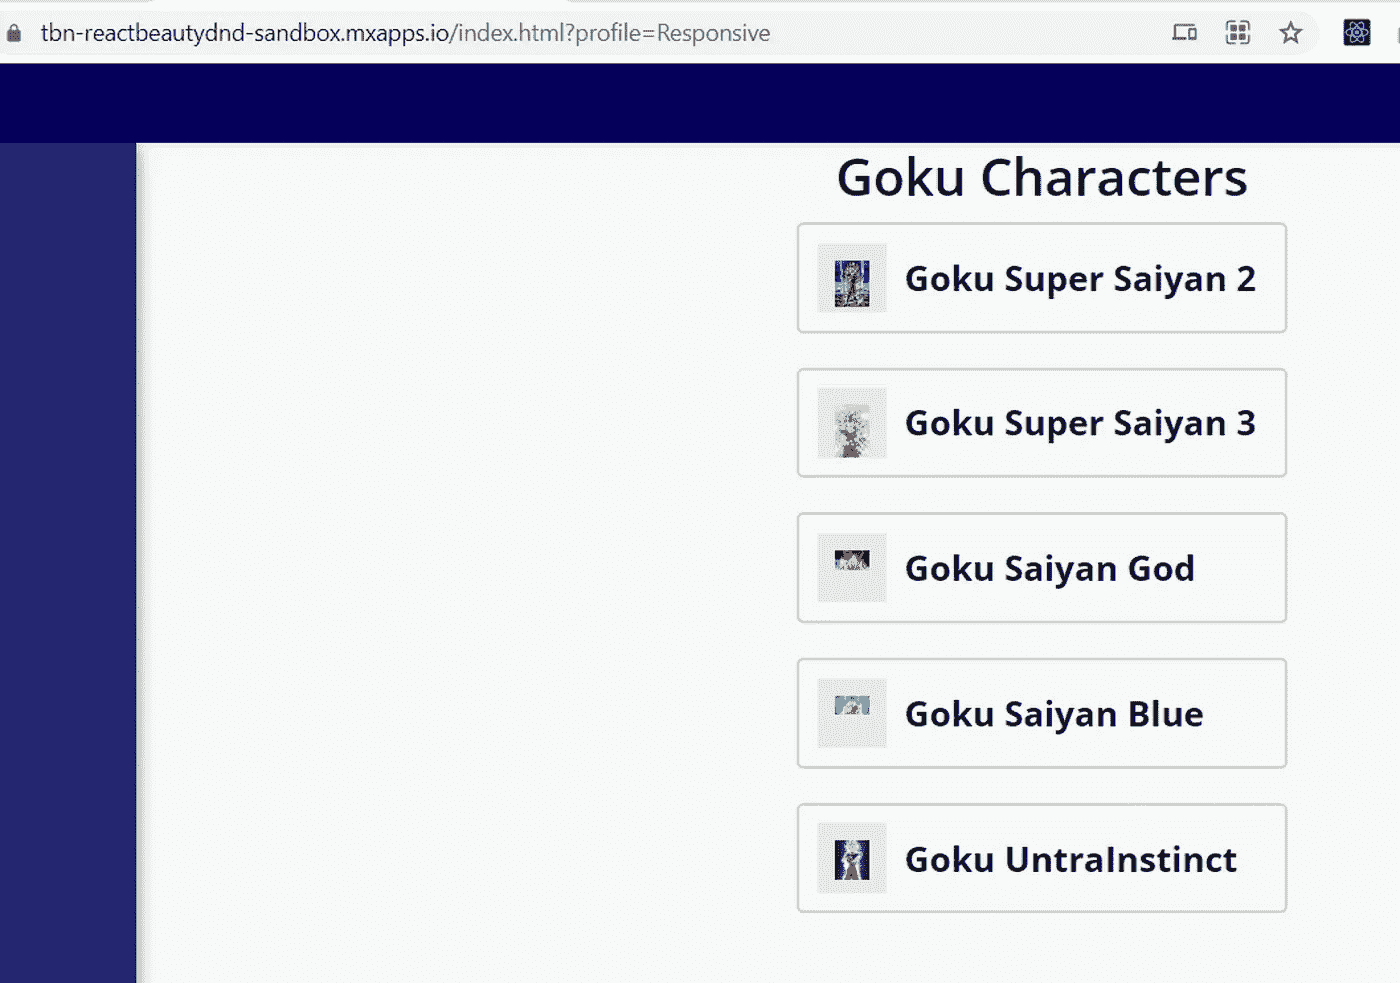 tbn-reactbeautydnd-sandbox.mxapps.io/index.html?profile=Responsive
Goku Characters
Goku Super Saiyan 2
Goku Super Saiyan 3
Goku Saiyan God
Goku Saiyan Blue
Goku UntraInstinct